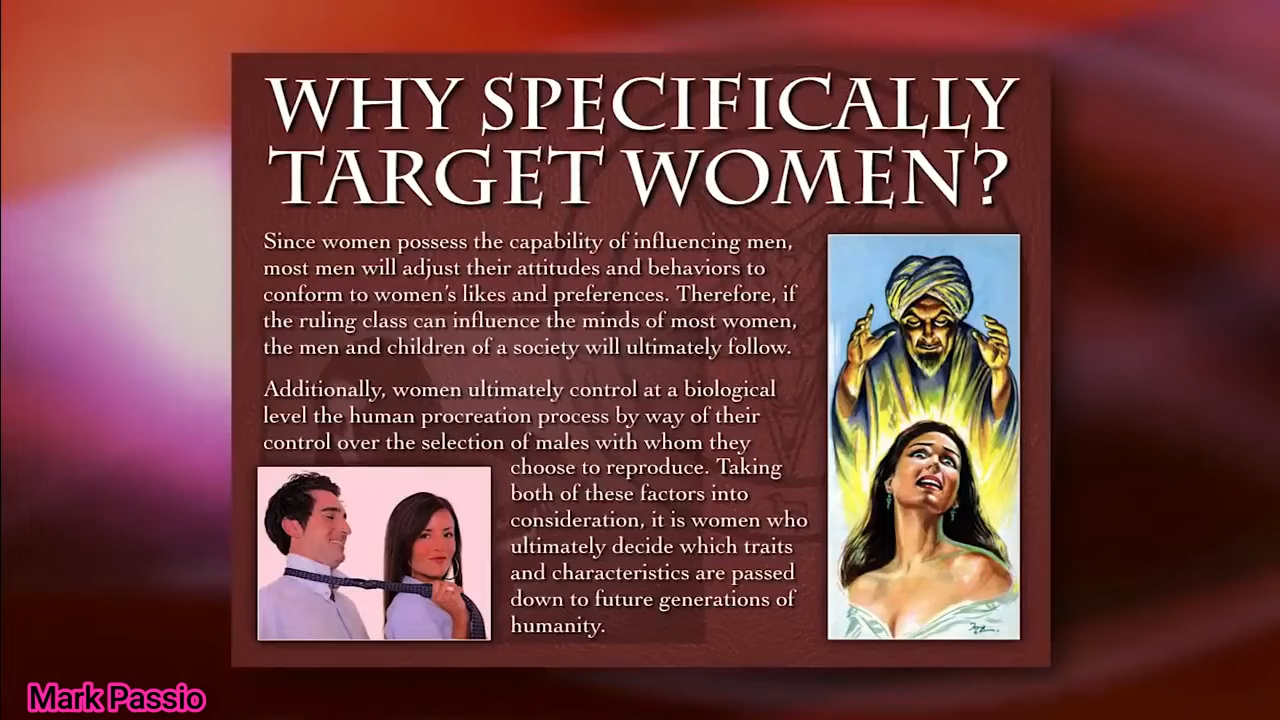 WHY SPECIFICALLY
TARGET WOMEN?
Since women possess the capability of influencing men,
most men will adjust their attitudes and behaviors to
conform to women's likes and preferences. Therefore, if
the ruling class can influence the minds of most women,
the men and children of a society will ultimately follow.
Additionally, women ultimately control at a biological
level the human procreation process by way of their
control over the selection of males with whom they
choose to reproduce. Taking
both of these factors into
consideration, it is women who
ultimately decide which traits
and characteristics are passed
down to future generations of
humanity.
Mark Passio